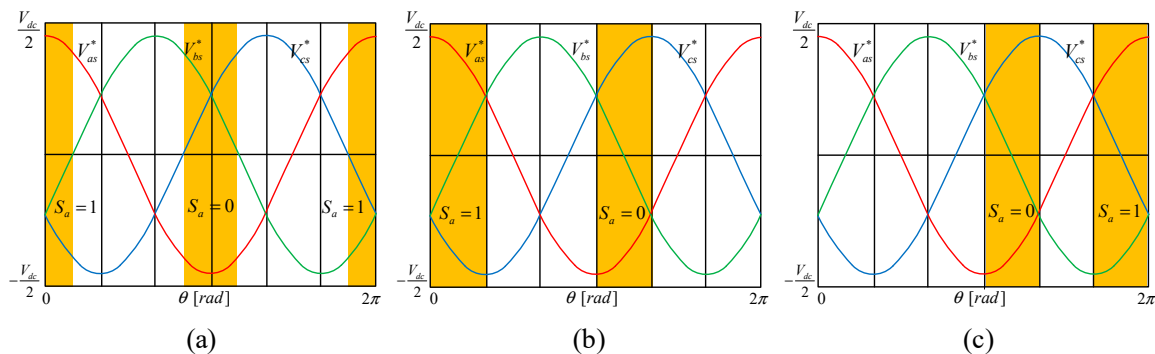 V_dc/2
V*_as
V*_bs
V*_cs
S_a = 1
S_a = 0
S_a = 1
-V_dc/2
0
θ [rad]
2π
(a)
V_dc/2
V*_as
V*_bs
V*_cs
S_a = 1
S_a = 0
-V_dc/2
0
θ [rad]
2π
(b)
V_dc/2
V*_as
V*_bs
V*_cs
S_a = 0
S_a = 1
-V_dc/2
0
θ [rad]
2π
(c)